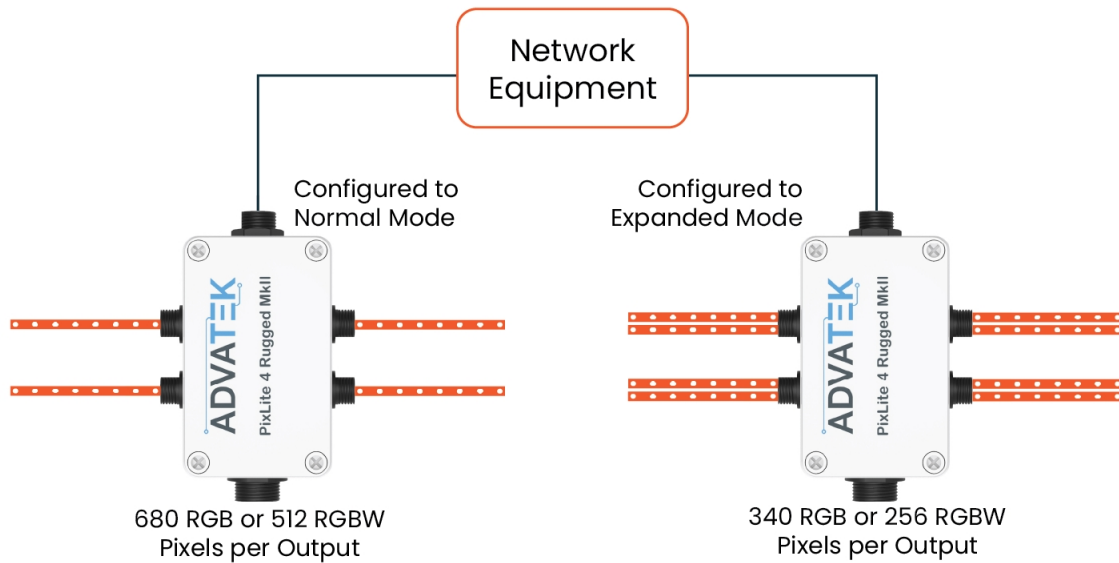 Network
Equipment
Configured to
Normal Mode
Configured to
Expanded Mode
ADVATEK
PixLite 4 Rugged MkII
ADVATEK
PixLite 4 Rugged MkII
680 RGB or 512 RGBW
Pixels per Output
340 RGB or 256 RGBW
Pixels per Output